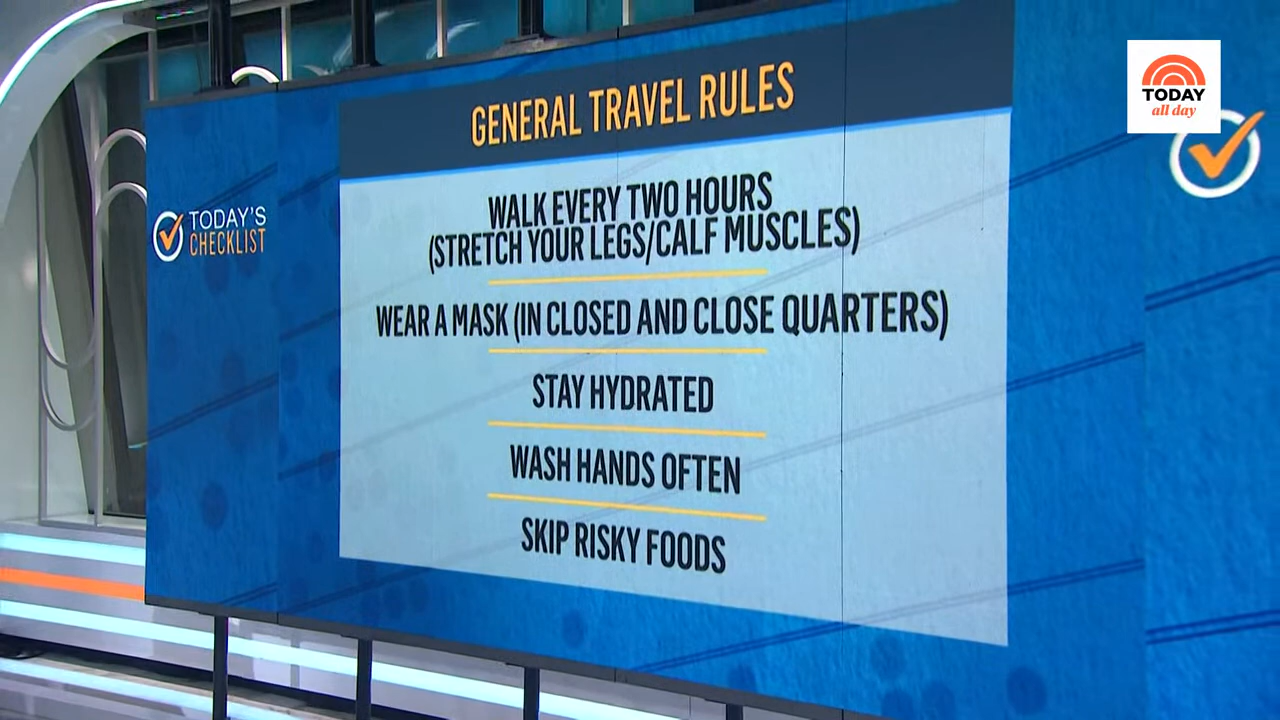 GENERAL TRAVEL RULES
WALK EVERY TWO HOURS
(STRETCH YOUR LEGS/CALF MUSCLES)
WEAR A MASK (IN CLOSED AND CLOSE QUARTERS)
STAY HYDRATED
WASH HANDS OFTEN
SKIP RISKY FOODS
TODAY'S
CHECKLIST
TODAY
all day